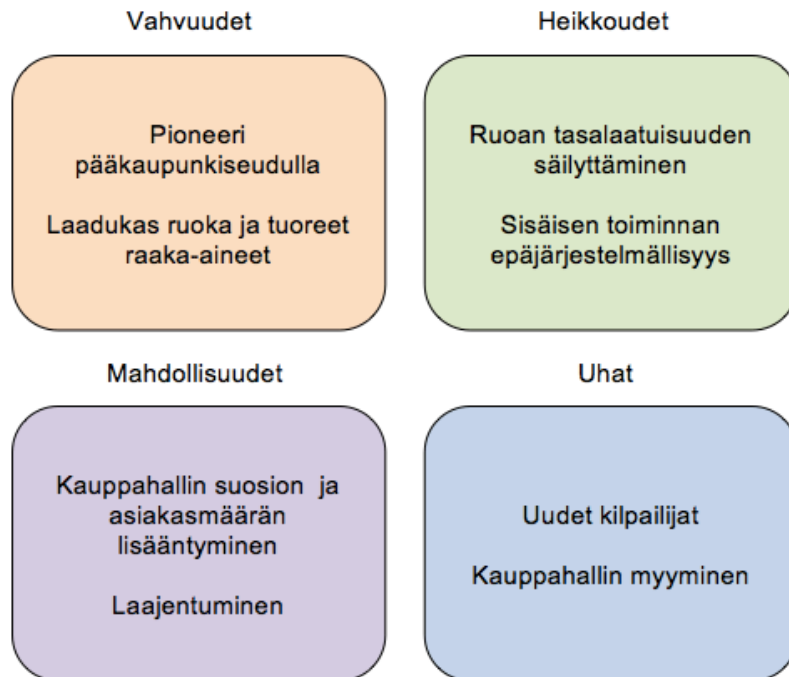 Vahvuudet
Pioneeri
pääkaupunkiseudulla
Laadukas ruoka ja tuoreet
raaka-aineet
Heikkoudet
Ruoan tasalaatuisuuden
säilyttäminen
Sisäisen toiminnan
epäjärjestelmällisyys
Mahdollisuudet
Kauppahallin suosion ja
asiakasmäärän
lisääntyminen
Laajentuminen
Uhat
Uudet kilpailijat
Kauppahallin myyminen